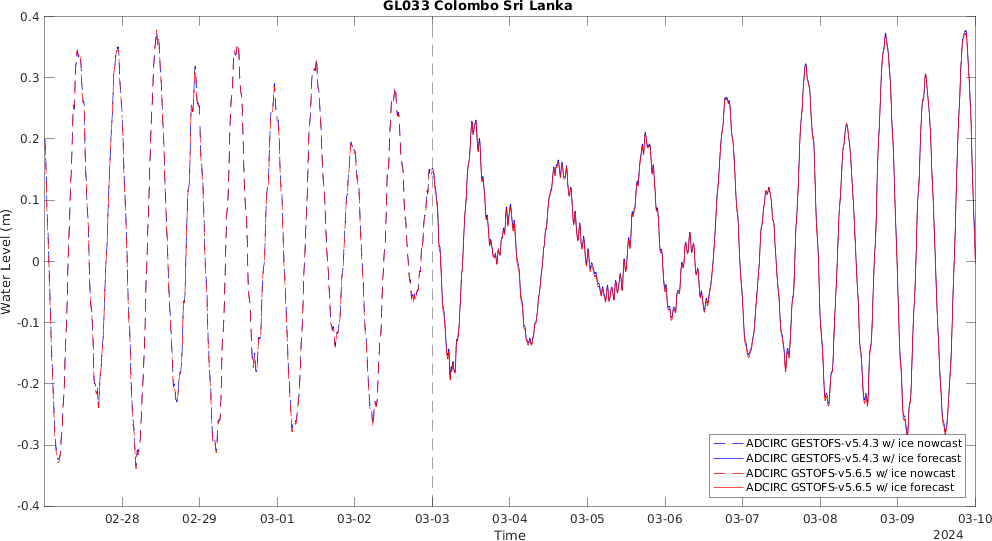 GL033 Colombo Sri Lanka
0.4
0.3
0.2
0.1
0
-0.1
-0.2
-0.3
-0.4
Water Level (m)
ADCIRC GESTOFS-v5.4.3 w/ ice nowcast
ADCIRC GESTOFS-v5.4.3 w/ ice forecast
ADCIRC GSTOFS-v5.6.5 w/ ice nowcast
ADCIRC GSTOFS-v5.6.5 w/ ice forecast
02-28 02-29 03-01 03-02 03-03 03-04 03-05 03-06 03-07 03-08 03-09 03-10
Time
2024